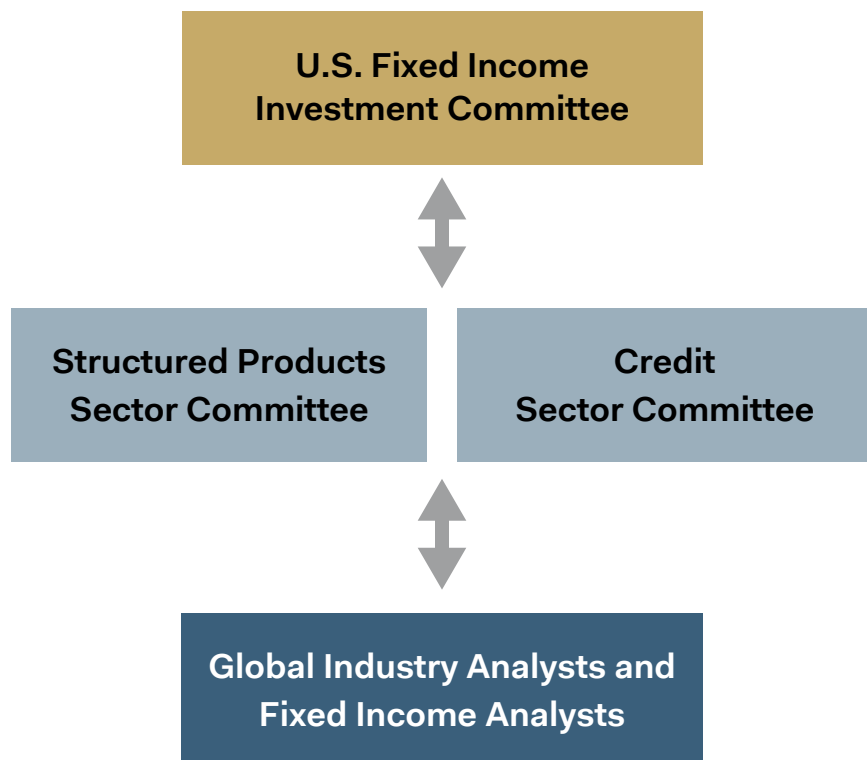 U.S. Fixed Income
Investment Committee
Structured Products
Sector Committee
Credit
Sector Committee
Global Industry Analysts and
Fixed Income Analysts